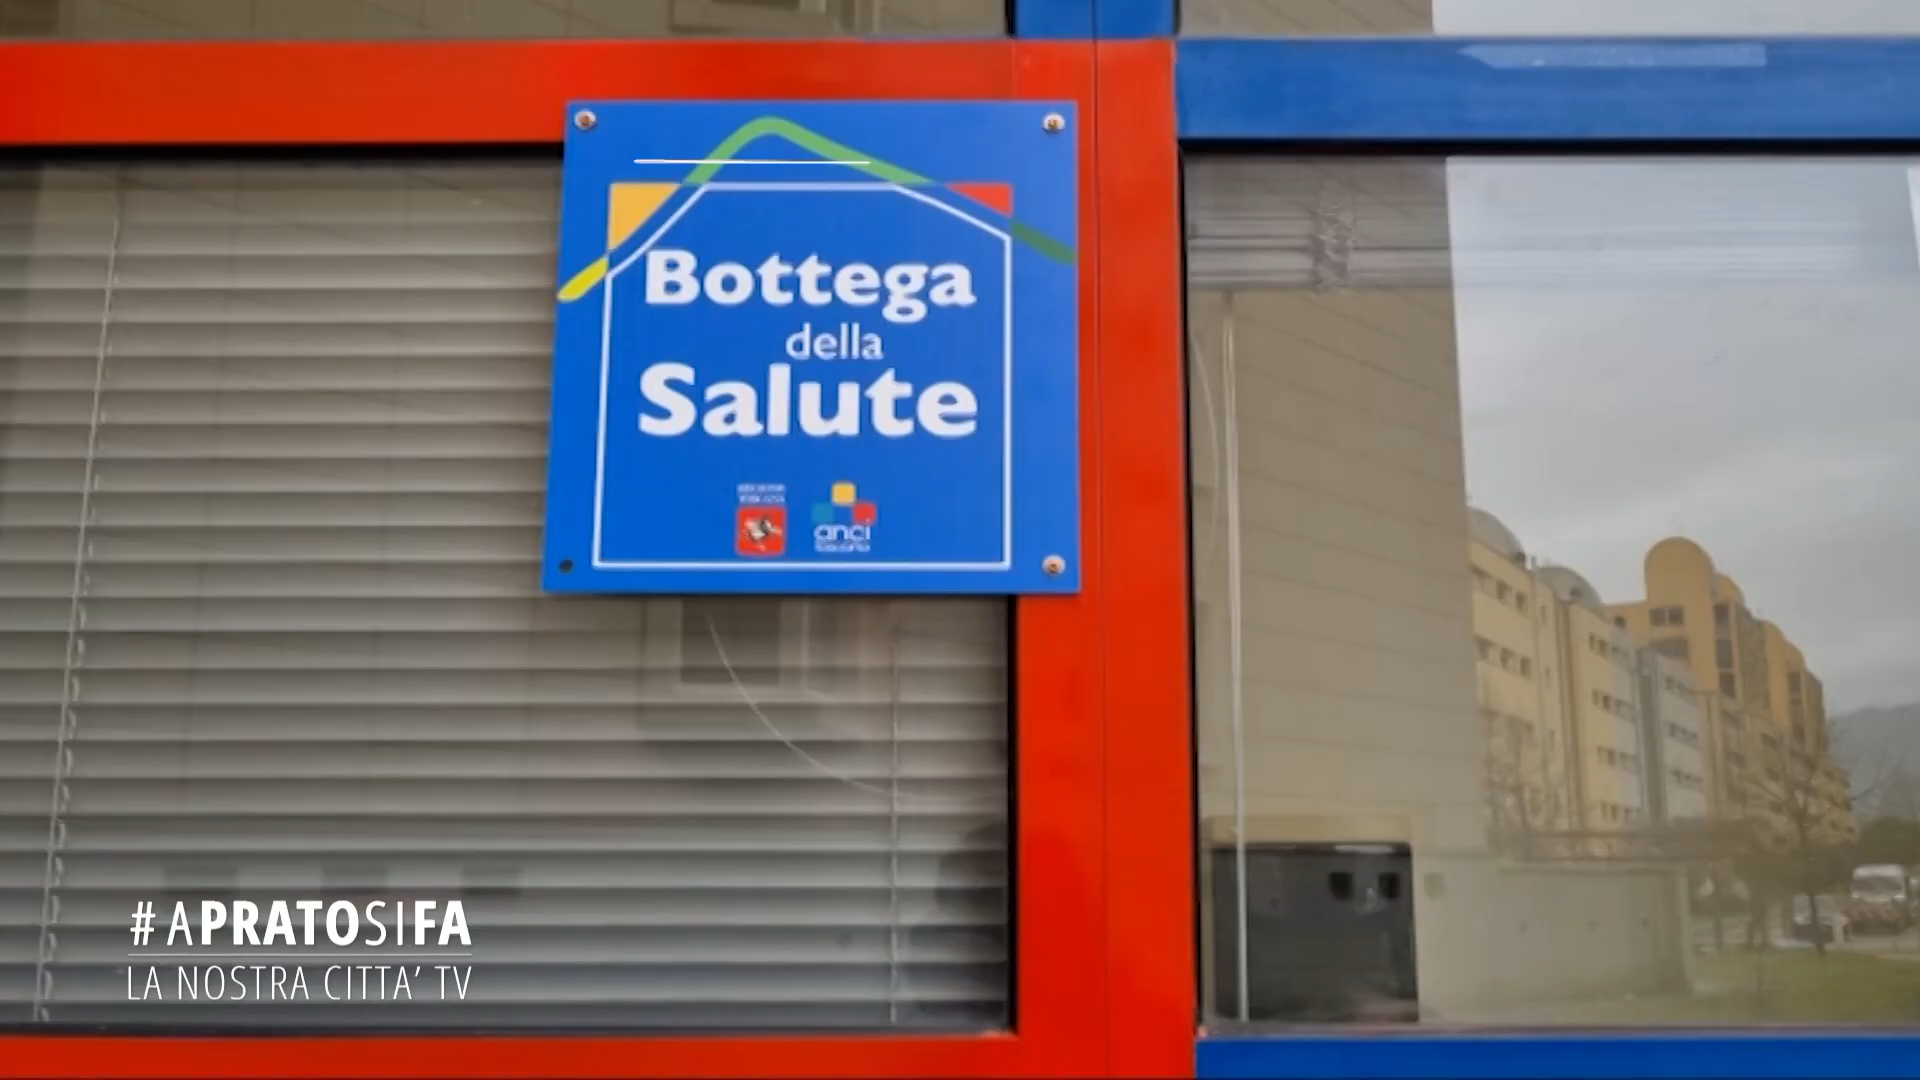 Bottega
della
Salute
anci
#APRATOSIFA
LA NOSTRA CITTA' TV